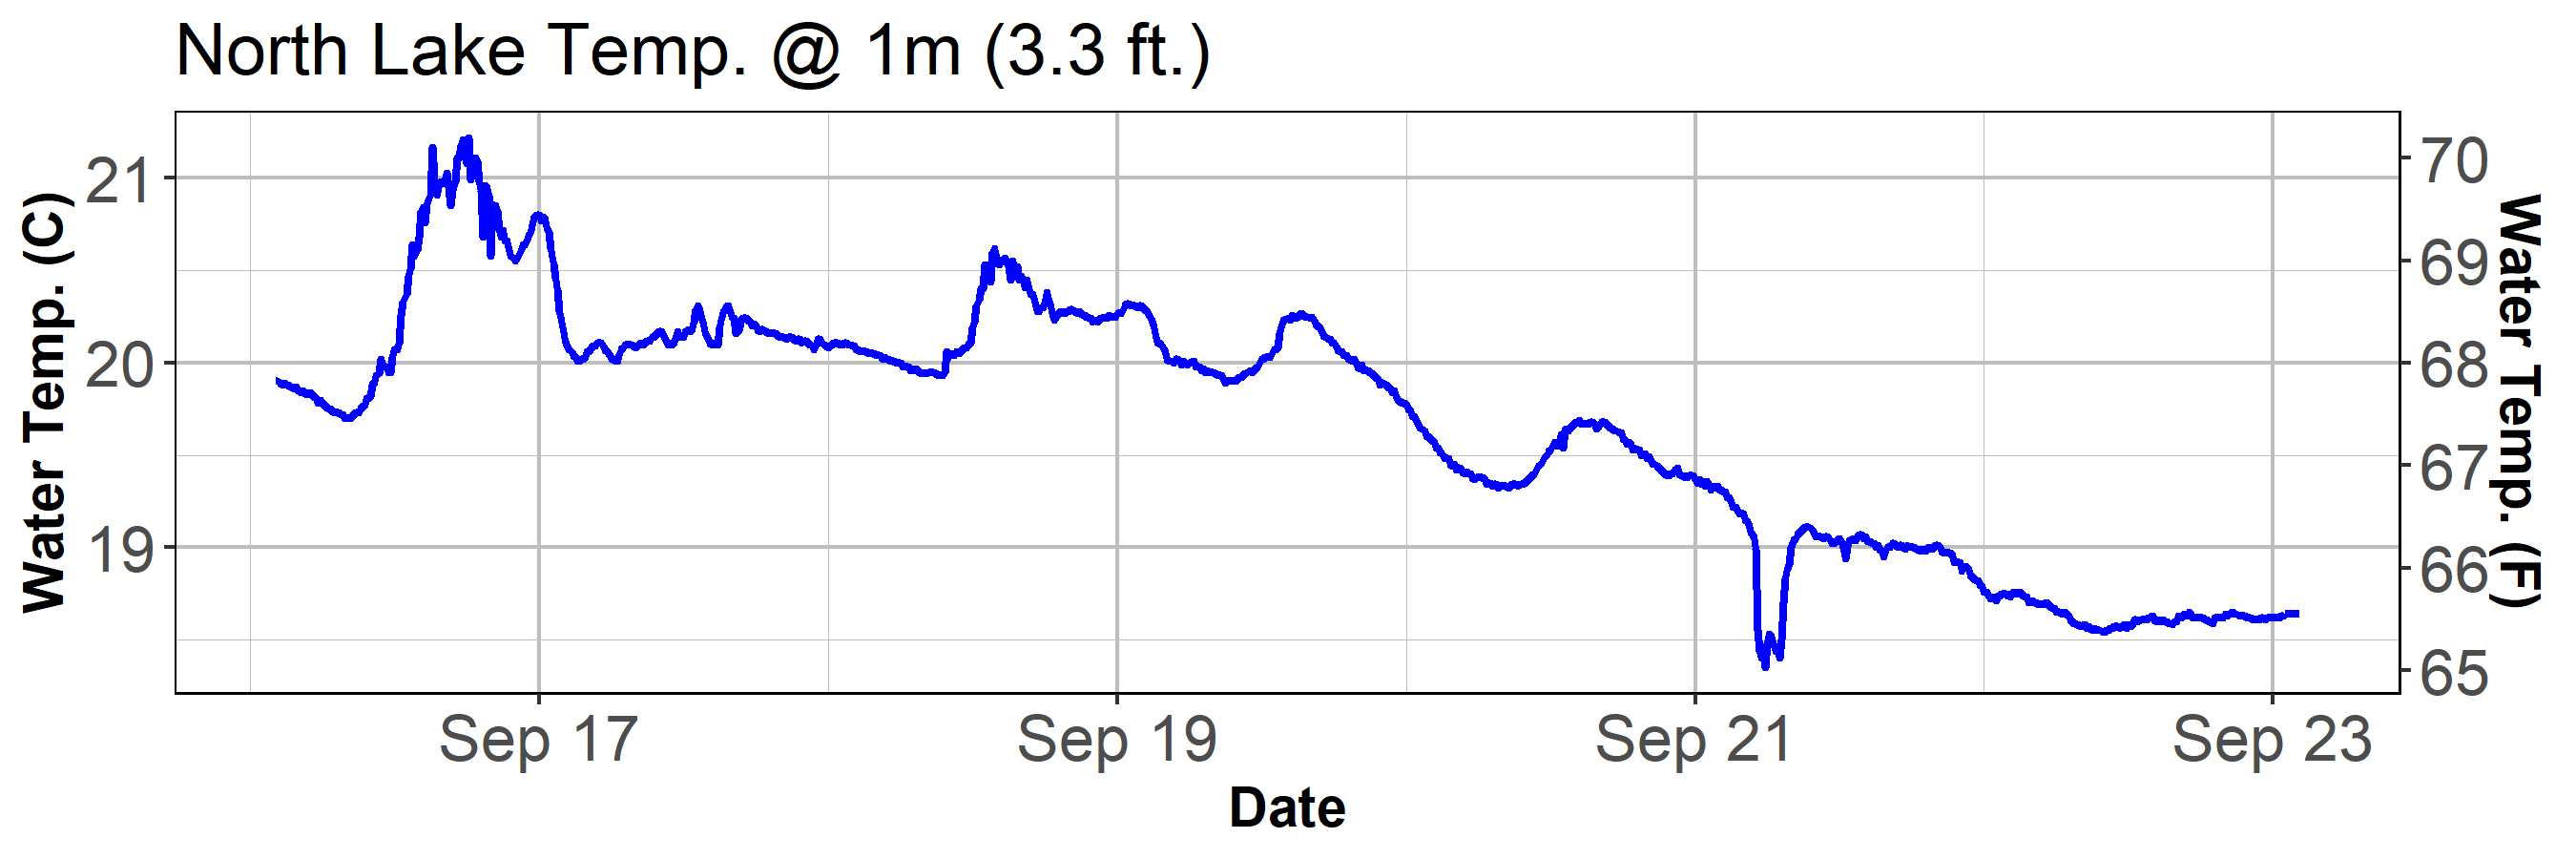 North Lake Temp. @ 1m (3.3 ft.)
Water Temp. (C)
21
20
19
70
69
68
67
66
65
Water Temp. (F)
Sep 17
Sep 19
Sep 21
Sep 23
Date